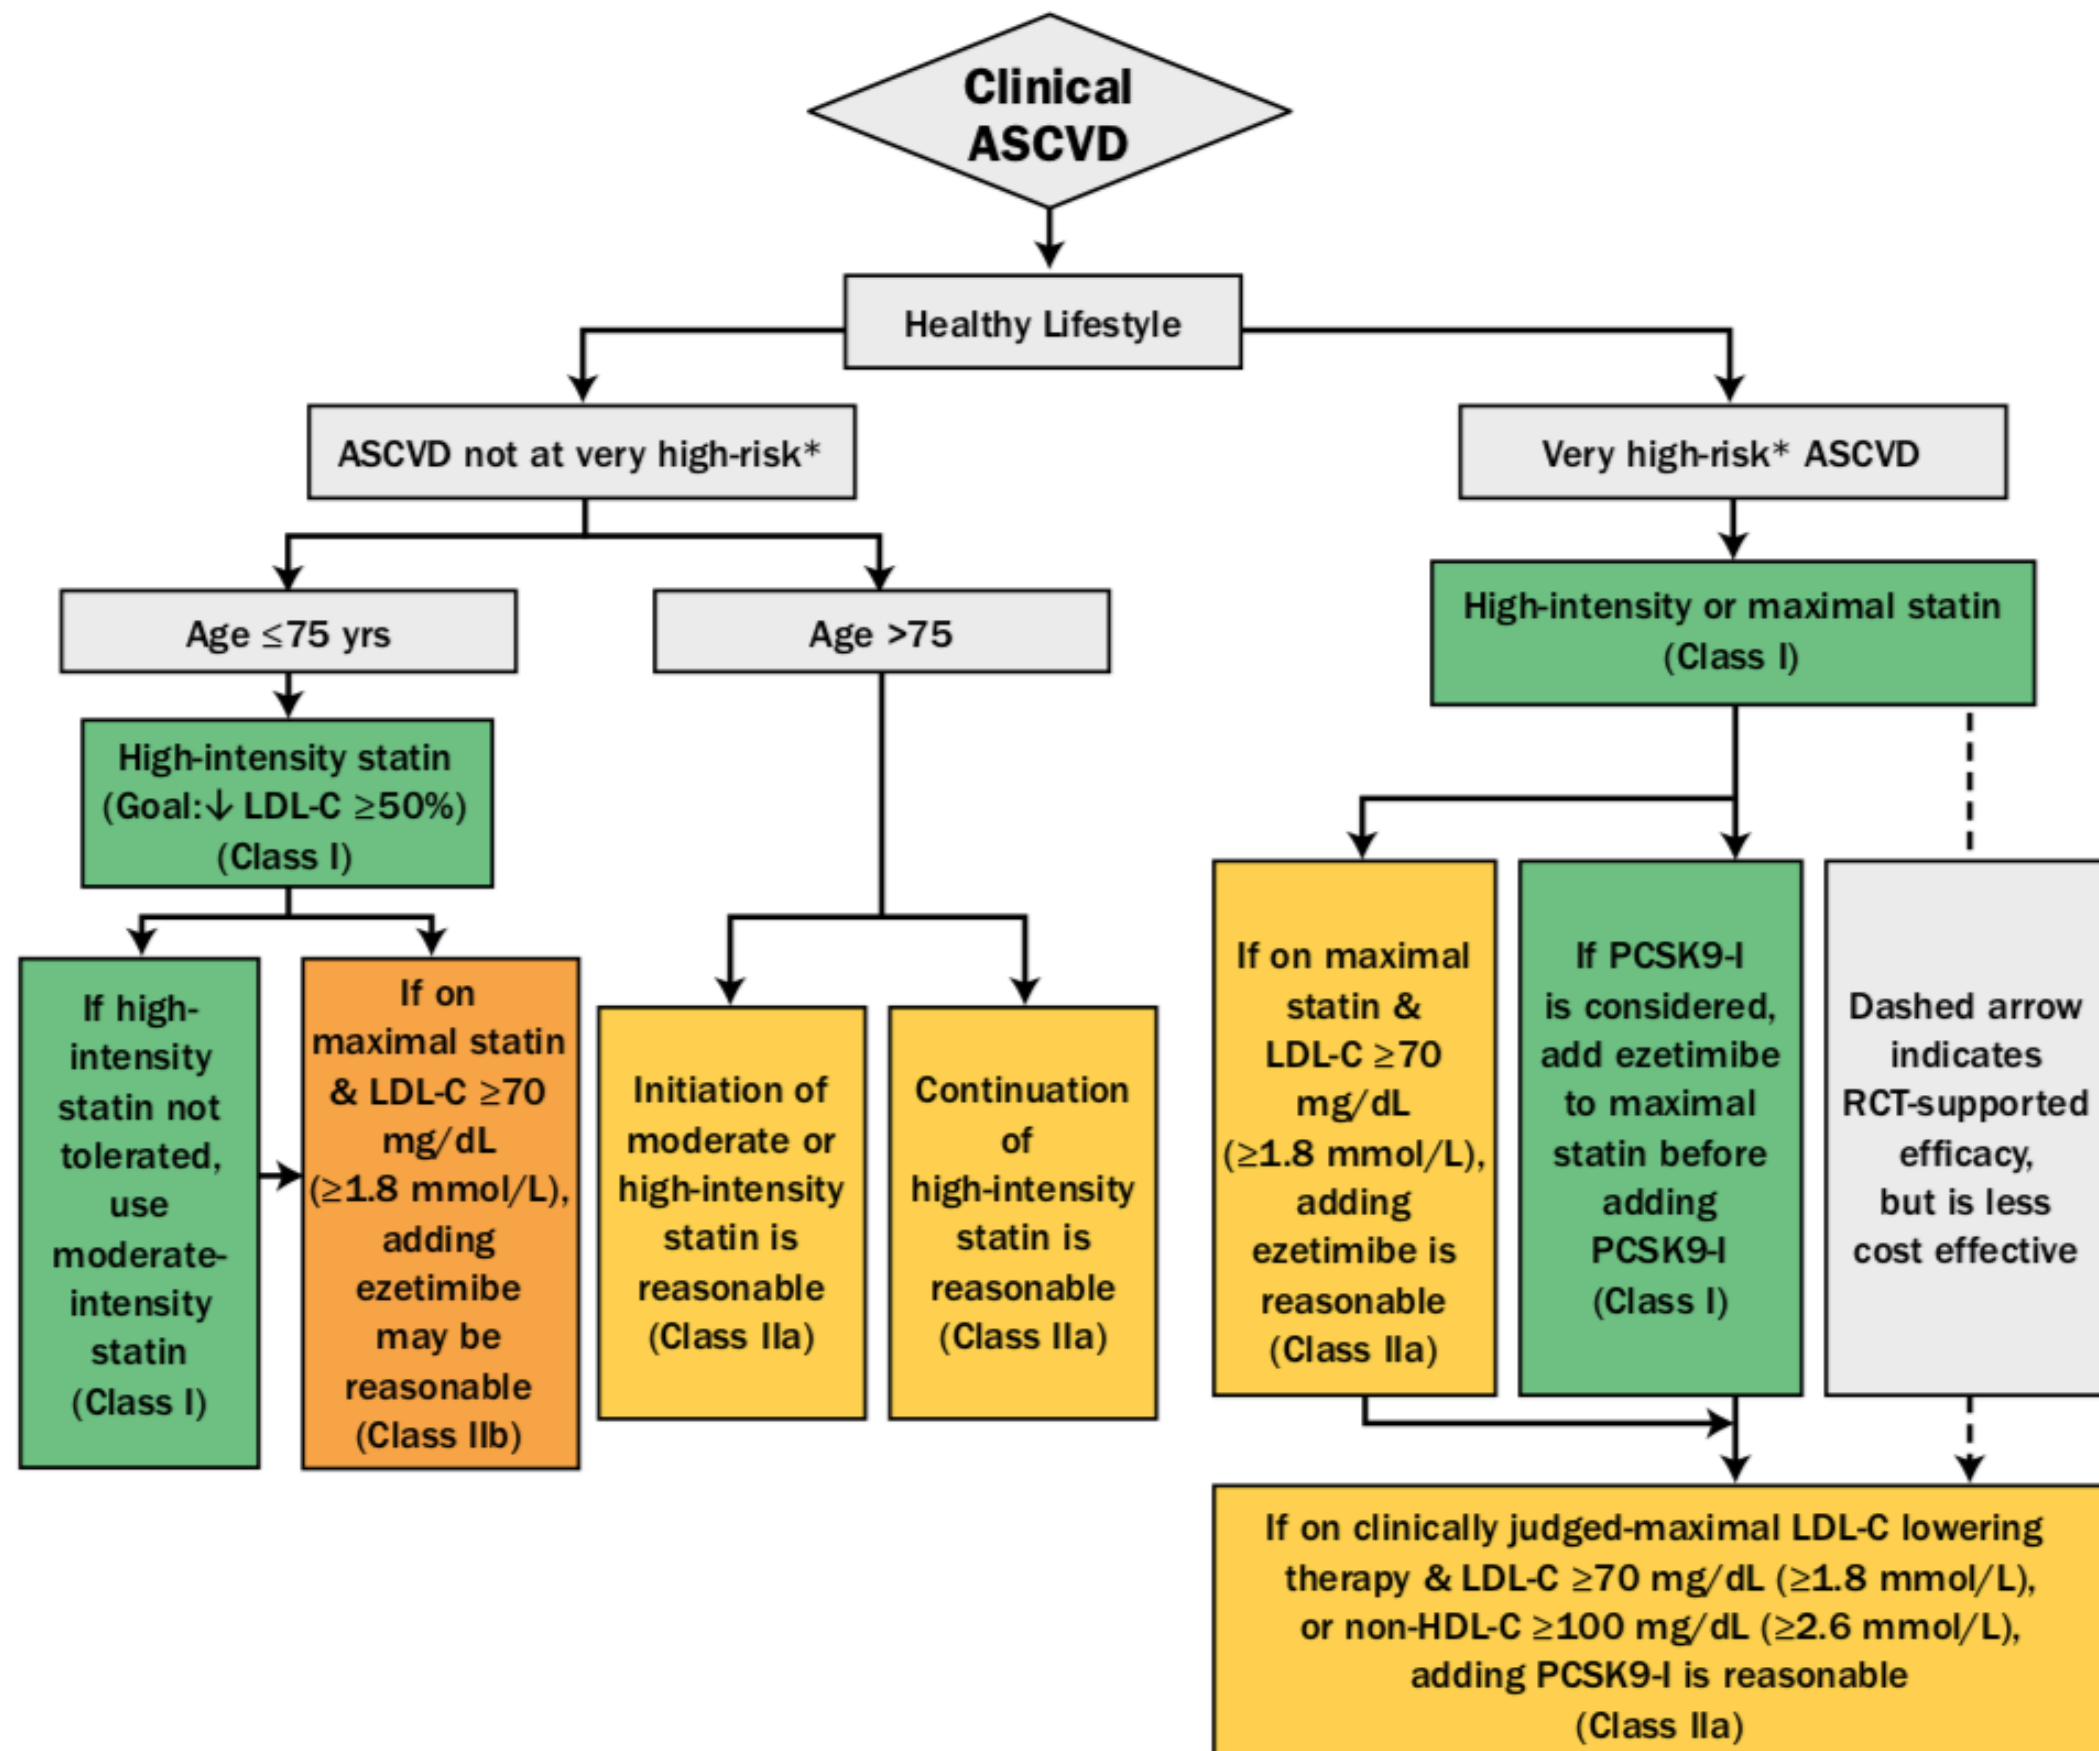 Clinical
ASCVD
Healthy Lifestyle
ASCVD not at very high-risk*
Very high-risk* ASCVD
Age ≤75 yrs
Age >75
High-intensity or maximal statin
(Class I)
High-intensity statin
(Goal:↓ LDL-C ≥50%)
(Class I)
If high-
intensity
statin not
tolerated,
use
moderate-
intensity
statin
(Class I)
If on
maximal statin
& LDL-C ≥70
mg/dL
(≥1.8 mmol/L),
adding
ezetimibe
may be
reasonable
(Class IIb)
Initiation of
moderate or
high-intensity
statin is
reasonable
(Class IIa)
Continuation
of
high-intensity
statin is
reasonable
(Class IIa)
If on maximal
statin &
LDL-C ≥70
mg/dL
(≥1.8 mmol/L),
adding
ezetimibe is
reasonable
(Class IIa)
If PCSK9-I
is considered,
add ezetimibe
to maximal
statin before
adding
PCSK9-I
(Class I)
Dashed arrow
indicates
RCT-supported
efficacy,
but is less
cost effective
If on clinically judged-maximal LDL-C lowering
therapy & LDL-C ≥70 mg/dL (≥1.8 mmol/L),
or non-HDL-C ≥100 mg/dL (≥2.6 mmol/L),
adding PCSK9-I is reasonable
(Class IIa)